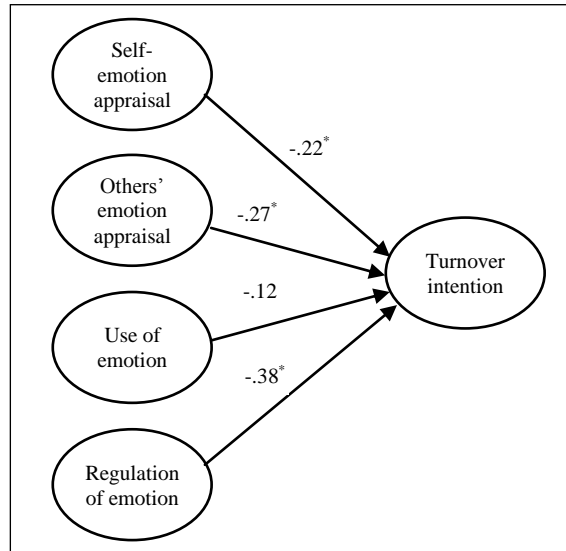 Self-
emotion
appraisal
-.22*
Others’
emotion
appraisal
-.27*
Turnover
intention
Use of
emotion
-.12
-.38*
Regulation
of emotion